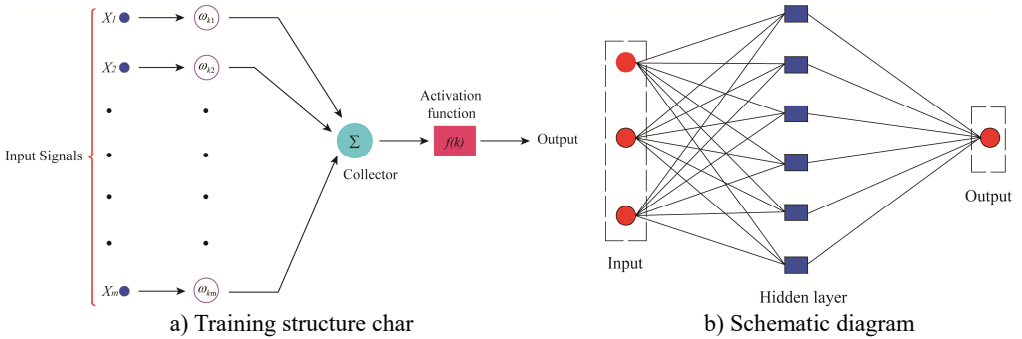 X1
ωk1
X2
ωk2
Activation
function
Input Signals
Σ
f(k)
Output
Collector
Xm
ωkm
a) Training structure char
Input
Output
Hidden layer
b) Schematic diagram